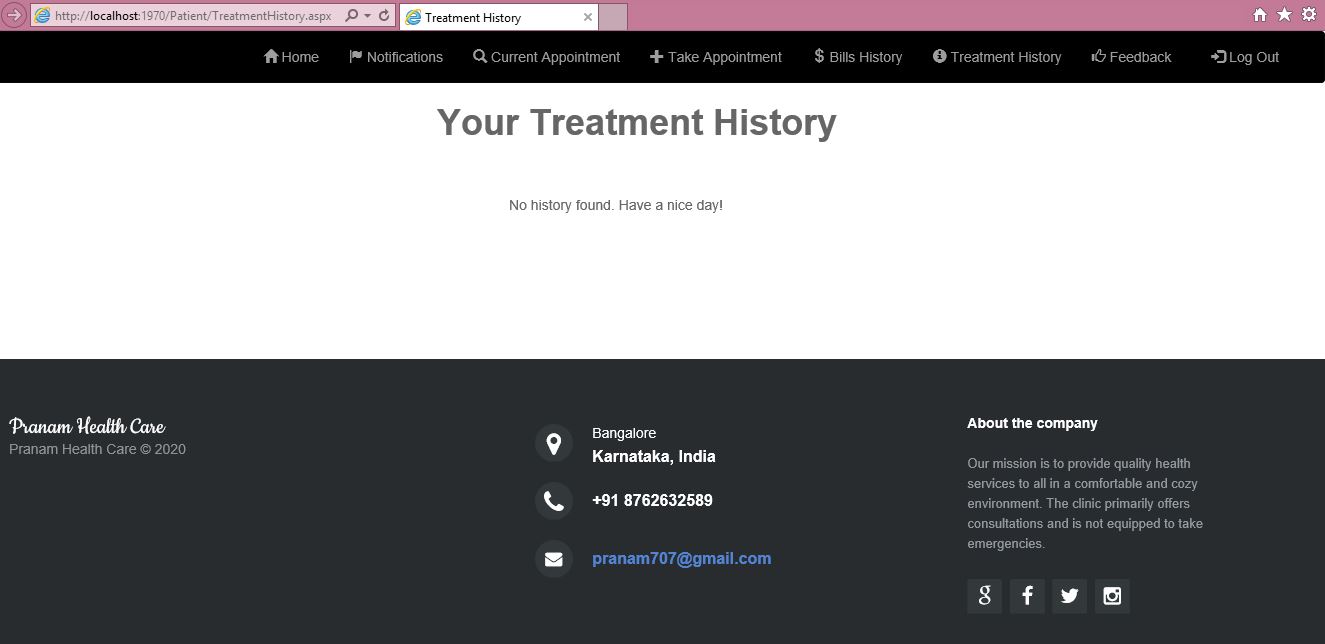 http://localhost:1970/Patient/TreatmentHistory.aspx
Treatment History
Home Notifications Current Appointment Take Appointment Bills History Treatment History Feedback Log Out
Your Treatment History
No history found. Have a nice day!
Pranam Health Care
Pranam Health Care © 2020
Bangalore
Karnataka, India
+91 8762632589
pranam707@gmail.com
About the company
Our mission is to provide quality health
services to all in a comfortable and cozy
environment. The clinic primarily offers
consultations and is not equipped to take
emergencies.